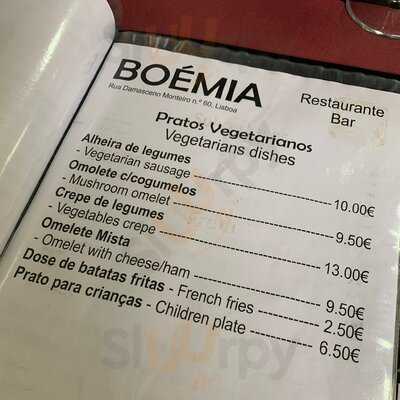 BOÉMIA
Rua Damasceno Monteiro n.º 60, Lisboa
Restaurante
Bar
Pratos Vegetarianos
Vegetarians dishes
Alheira de legumes
- Vegetarian sausage 10.00€
Omolete c/cogumelos
- Mushroom omelet 9.50€
Crepe de legumes
- Vegetables crepe 13.00€
Omelete Mista
- Omelet with cheese/ham 9.50€
Dose de batatas fritas - French fries 2.50€
Prato para crianças - Children plate 6.50€
slurrpy